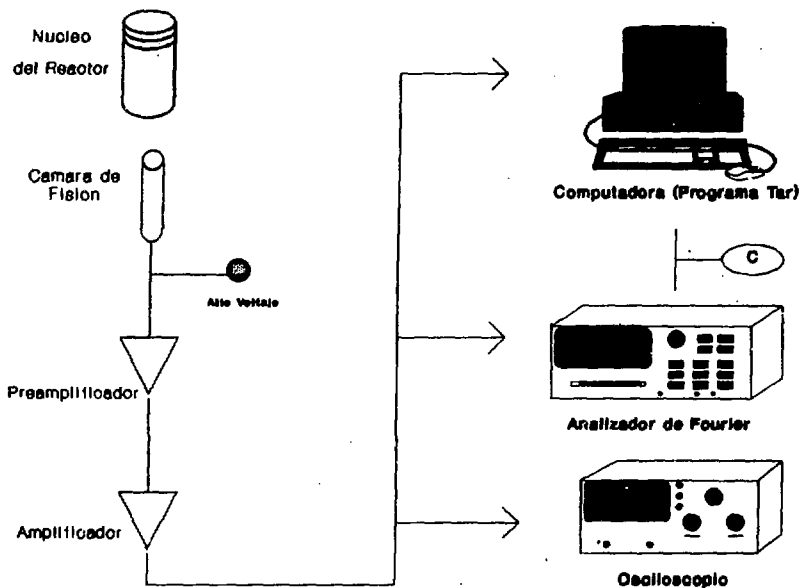 Nucleo
del Reactor
Camara de
Fision
Alto Voltaje
Preamplificador
Amplificador
Computadora (Programa Tar)
C
Analizador de Fourier
Osciloscopio